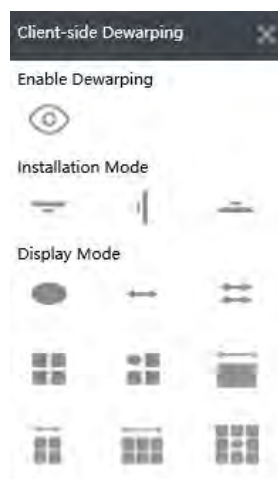 Client-side Dewarping
Enable Dewarping
Installation Mode
Display Mode